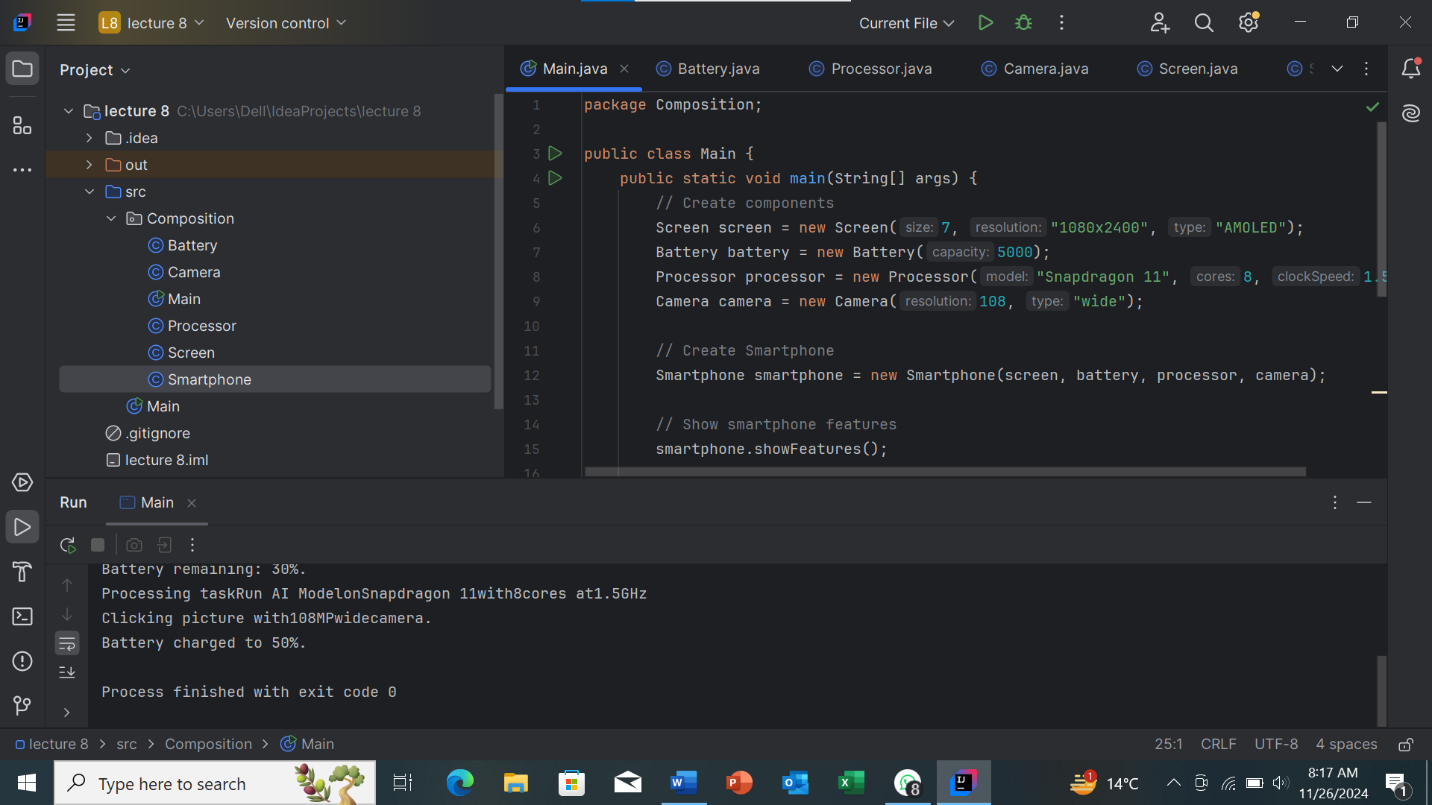 L8 lecture 8 Version control Current File
Project
lecture 8 C:\Users\Dell\IdeaProjects\lecture 8
.idea
out
src
Composition
Battery
Camera
Main
Processor
Screen
Smartphone
Main
.gitignore
lecture 8.iml
Main.java Battery.java Processor.java Camera.java Screen.java
1 package Composition;
2
3 public class Main {
4 public static void main(String[] args) {
5 // Create components
6 Screen screen = new Screen( size: 7, resolution: "1080x2400", type: "AMOLED");
7 Battery battery = new Battery( capacity: 5000);
8 Processor processor = new Processor( model: "Snapdragon 11", cores: 8, clockSpeed: 1.5
9 Camera camera = new Camera( resolution: 108, type: "wide");
10
11 // Create Smartphone
12 Smartphone smartphone = new Smartphone(screen, battery, processor, camera);
13
14 // Show smartphone features
15 smartphone.showFeatures();
16
Run Main
Battery remaining: 30%.
Processing taskRun AI ModelonSnapdragon 11with8cores at1.5GHz
Clicking picture with108MPwidecamera.
Battery charged to 50%.
Process finished with exit code 0
lecture 8 > src > Composition > Main 25:1 CRLF UTF-8 4 spaces
Type here to search 8 1 14°C 8:17 AM
11/26/2024 1